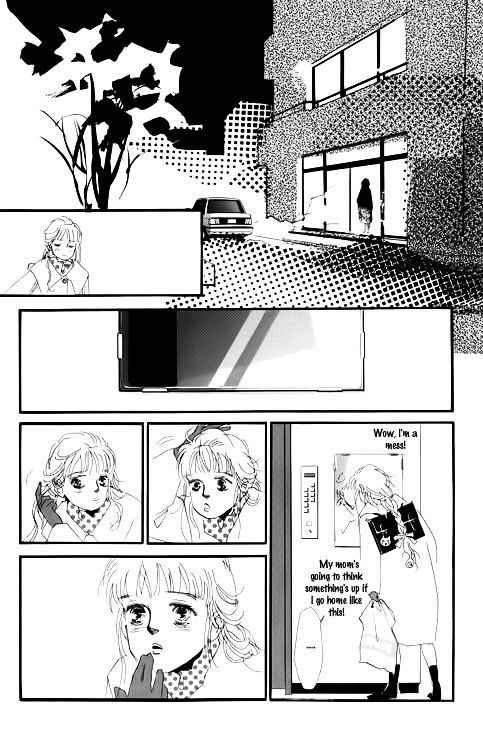 Wow, I'm a
mess!
My mom's
going to think
something's up if
I go home like
this!
......